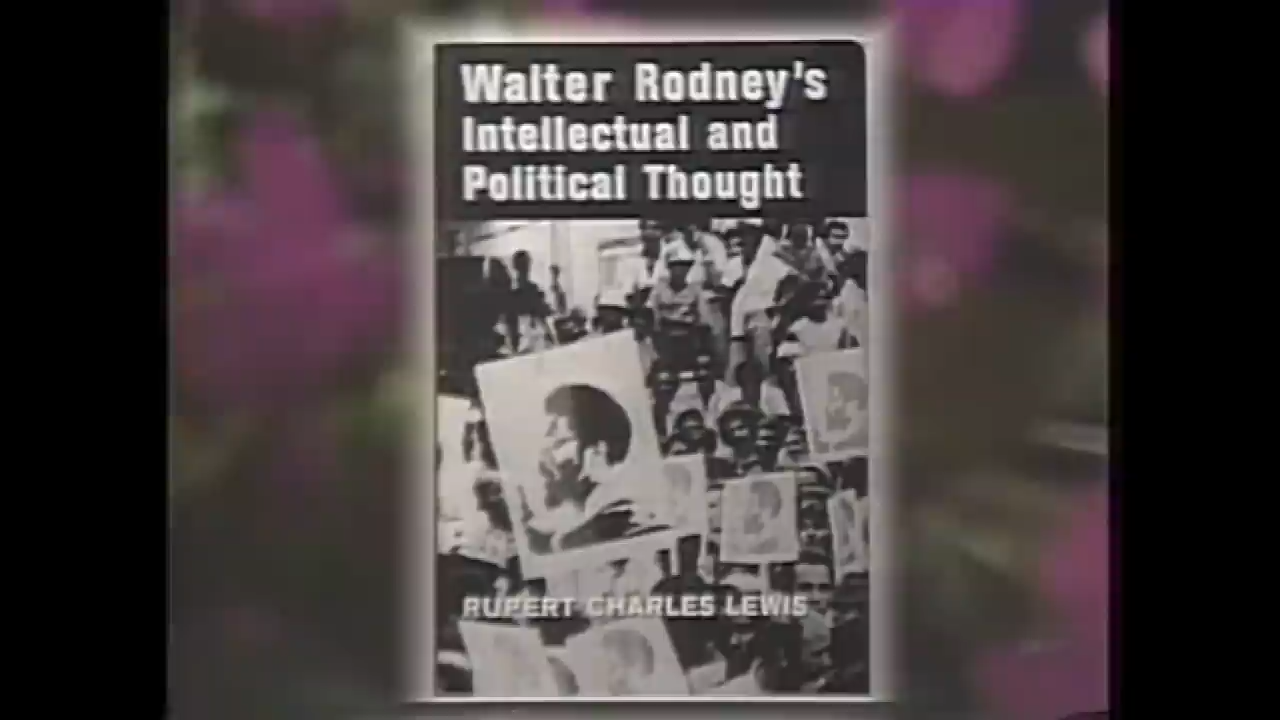 Walter Rodney's
Intellectual and
Political Thought
RUPERT CHARLES LEWIS